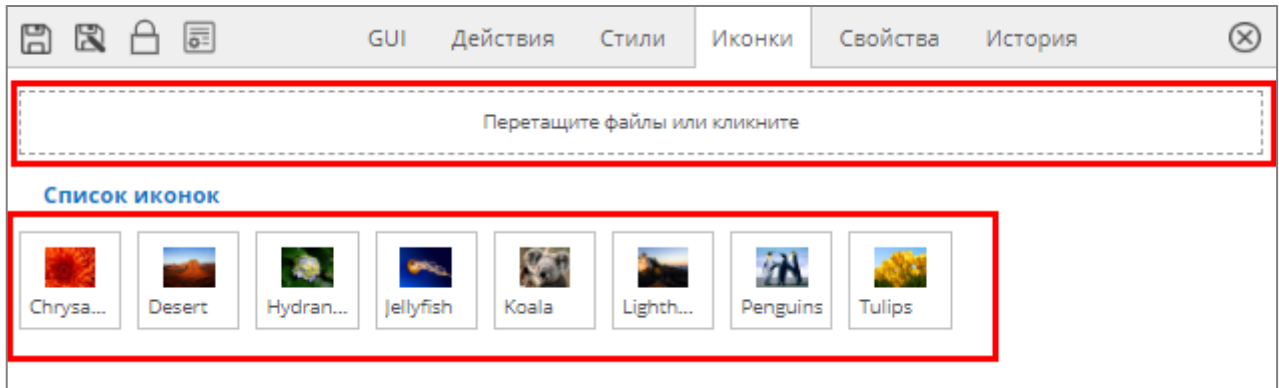 GUI Действия Стили Иконки Свойства История
Перетащите файлы или кликните
Список иконок
Chrysa... Desert Hydran... Jellyfish Koala Lighth... Penguins Tulips